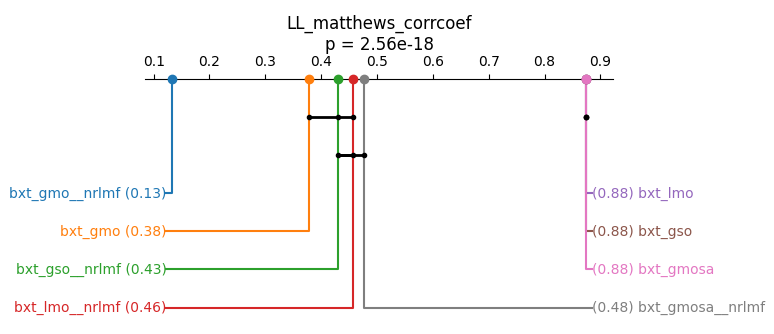 LL_matthews_corrcoef
p = 2.56e-18
0.1 0.2 0.3 0.4 0.5 0.6 0.7 0.8 0.9
bxt_gmo__nrlmf (0.13) (0.88) bxt_lmo
bxt_gmo (0.38) (0.88) bxt_gso
bxt_gso__nrlmf (0.43) (0.88) bxt_gmosa
bxt_lmo__nrlmf (0.46) (0.48) bxt_gmosa__nrlmf